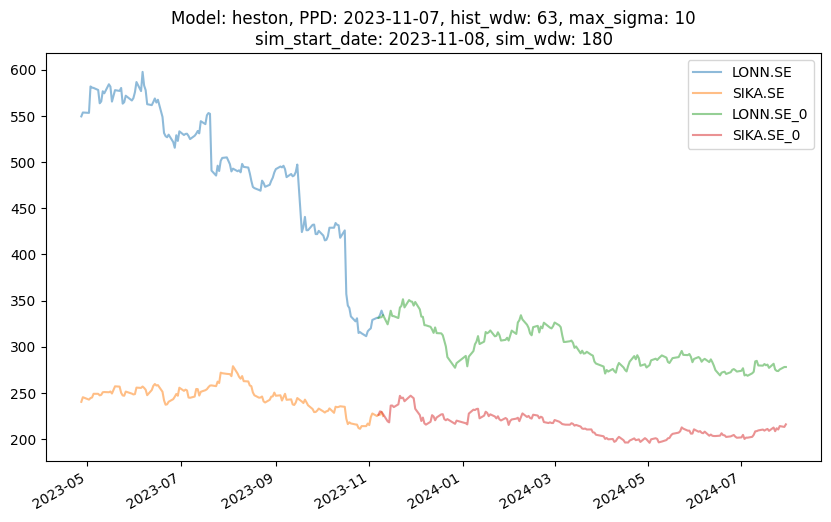 Model: heston, PPD: 2023-11-07, hist_wdw: 63, max_sigma: 10
sim_start_date: 2023-11-08, sim_wdw: 180
LONN.SE
SIKA.SE
LONN.SE_0
SIKA.SE_0
600
550
500
450
400
350
300
250
200
2023-05
2023-07
2023-09
2023-11
2024-01
2024-03
2024-05
2024-07